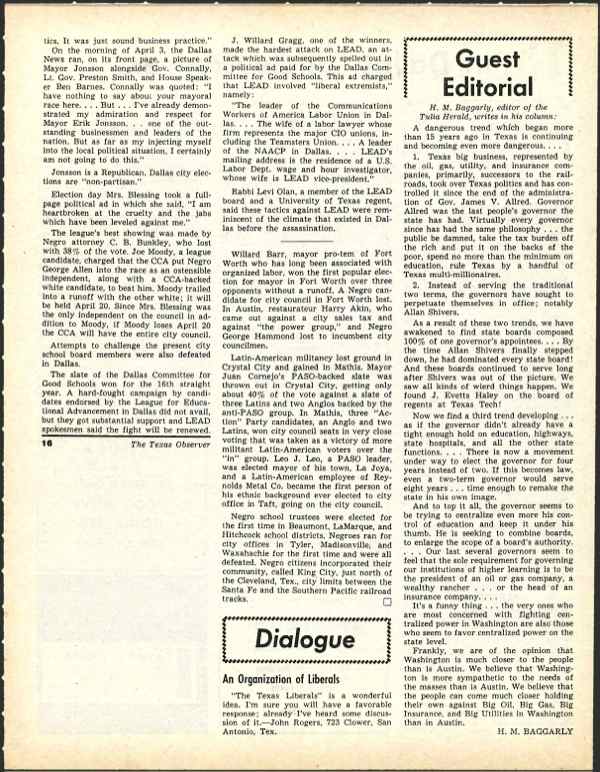 tics. It was just sound business practice."
On the morning of April 3, the Dallas
News ran, on its front page, a picture of
Mayor Jonsson alongside Gov. Connally,
Lt. Gov. Preston Smith, and House Speak-
er Ben Barnes. Connally was quoted: "I
have nothing to say about your mayoral
race here. . . . But . . . I've already demon-
strated my admiration and respect for
Mayor Erik Jonsson, . . one of the out-
standing businessmen and leaders of the
nation. But as far as my injecting myself
into the local political situation, I certainly
am not going to do this."
Jonsson is a Republican. Dallas city elec-
tions are "non-partisan."
Election day Mrs. Blessing took a full-
page political ad in which she said, "I am
heartbroken at the cruelty and the jabs
which have been leveled against me."
The league's best showing was made by
Negro attorney C. B. Bunkley, who lost
with 38% of the vote. Joe Moody, a league
candidate, charged that the CCA put Negro
George Allen into the race as an ostensible
independent, along with a CCA-backed
white candidate, to beat him. Moody trailed
into a runoff with the other white; it will
be held April 20. Since Mrs. Blessing was
the only independent on the council in ad-
dition to Moody, if Moody loses April 20
the CCA will have the entire city council.
Attempts to challenge the present city
school board members were also defeated
in Dallas.
The slate of the Dallas Committee for
Good Schools won for the 16th straight
year. A hard-fought campaign by candi-
dates endorsed by the League for Educa-
tional Advancement in Dallas did not avail,
but they got substantial support and LEAD
spokesmen said the fight will be renewed.
16 The Texas Observer
J. Willard Gragg, one of the winners,
made the hardest attack on LEAD, an at-
tack which was subsequently spelled out in
a political ad paid for by the Dallas Com-
mittee for Good Schools. This ad charged
that LEAD involved "liberal extremists,"
namely:
"The leader of the Communications
Workers of America Labor Union in Dal-
las. . . . The wife of a labor lawyer whose
firm represents the major CIO unions, in-
cluding the Teamsters Union. . . . A leader
of the NAACP in Dallas. . . . LEAD's
mailing address is the residence of a U.S.
Labor Dept. wage and hour investigator,
whose wife is LEAD vice-president."
Rabbi Levi Olan, a member of the LEAD
board and a University of Texas regent,
said these tactics against LEAD were rem-
iniscent of the climate that existed in Dal-
las before the assassination.
Willard Barr, mayor pro-tem of Fort
Worth who has long been associated with
organized labor, won the first popular elec-
tion for mayor in Fort Worth over three
opponents without a runoff. A Negro can-
didate for city council in Fort Worth lost.
In Austin, restaurateur Harry Akin, who
came out against a city sales tax and
against "the power group," and Negro
George Hammond lost to incumbent city
councilmen.
Latin-American militancy lost ground in
Crystal City and gained in Mathis. Mayor
Juan Cornejo's PASO-backed slate was
thrown out in Crystal City, getting only
about 40% of the vote against a slate of
three Latins and two Anglos backed by the
anti-PASO group. In Mathis, three "Ac-
tion" Party candidates, an Anglo and two
Latins, won city council seats in very close
voting that was taken as a victory of more
militant Latin-American voters over the
"in" group. Leo J. Leo, a PASO leader,
was elected mayor of his town, La Joya,
and a Latin-American employee of Rey-
nolds Metal Co. became the first person of
his ethnic background ever elected to city
office in Taft, going on the city council.
Negro school trustees were elected for
the first time in Beaumont, LaMarque, and
Hitchcock school districts. Negroes ran for
city offices in Tyler, Madisonville, and
Waxahachie for the first time and were all
defeated. Negro citizens incorporated their
community, called King City, just north of
the Cleveland, Tex., city limits between the
Santa Fe and the Southern Pacific railroad
tracks.
Dialogue
An Organization of Liberals
"The Texas Liberals" is a wonderful
idea. I'm sure you will have a favorable
response; already I've heard some discus-
sion of it.—John Rogers, 723 Clower, San
Antonio, Tex.
Guest
Editorial
H. M. Baggarly, editor of the
Tulia Herald, writes in his column:
A dangerous trend which began more
than 15 years ago in Texas is continuing
and becoming even more dangerous. . . .
1. Texas big business, represented by
the oil, gas, utility, and insurance com-
panies, primarily, successors to the rail-
roads, took over Texas politics and has con-
trolled it since the end of the administra-
tion of Gov. James V. Allred. Governor
Allred was the last people's governor the
state has had. Virtually every governor
since has had the same philosophy . . . the
public be damned, take the tax burden off
the rich and put it on the backs of the
poor, spend no more than the minimum on
education, rule Texas by a handful of
Texas multi-millionaires.
2. Instead of serving the traditional
two terms, the governors have sought to
perpetuate themselves in office; notably
Allan Shivers.
As a result of these two trends, we have
awakened to find state boards composed
100% of one governor's appointees. . . . By
the time Allan Shivers finally stepped
down, he had dominated every state board!
And these boards continued to serve long
after Shivers was out of the picture. We
saw all kinds of wierd things happen. We
found J. Evetts Haley on the board of
regents at Texas Tech!
Now we find a third trend developing . . .
as if the governor didn't already have a
tight enough hold on education, highways,
state hospitals, and all the other state
functions. . . . There is now a movement
under way to elect the governor for four
years instead of two. If this becomes law,
even a two-term governor would serve
eight years . . . time enough to remake the
state in his own image.
And to top it all, the governor seems to
be trying to centralize even more his con-
trol of education and keep it under his
thumb. He is seeking to combine boards,
to enlarge the scope of a board's authority.
. . . Our last several governors seem to
feel that the sole requirement for governing
our institutions of higher learning is to be
the president of an oil or gas company, a
wealthy rancher . . . or the head of an
insurance company. . . .
It's a funny thing . . . the very ones who
are most concerned with fighting cen-
tralized power in Washington are also those
who seem to favor centralized power on the
state level.
Frankly, we are of the opinion that
Washington is much closer to the people
than is Austin. We believe that Washing-
ton is more sympathetic to the needs of
the masses than is Austin. We believe that
the people can come much closer holding
their own against Big Oil, Big Gas, Big
Insurance, and Big Utilities in Washington
than in Austin.
H. M. BAGGARLY